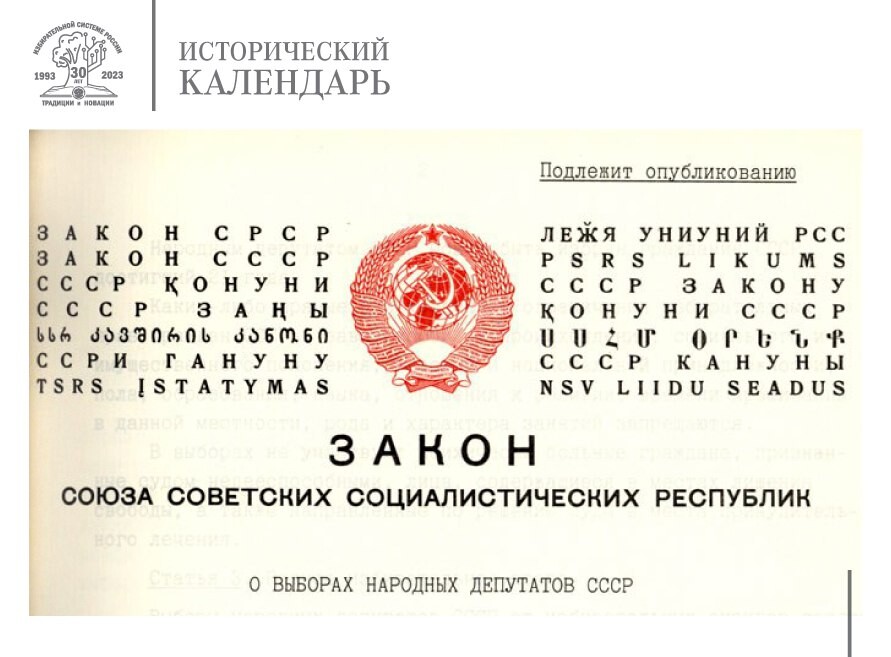 ИЗБИРАТЕЛЬНОЙ СИСТЕМЕ РОССИИ
1993 30 2023
ЛЕТ
ТРАДИЦИИ и НОВАЦИИ
ИСТОРИЧЕСКИЙ
КАЛЕНДАРЬ
Подлежит опубликованию
ЗАКОН СРСР
ЗАКОН СССР
СССР ҚОНУНИ
СССР ЗАҢЫ
სსრ კავშირის კანონი
ССРИ ГАНУНУ
TSRS ĮSTATYMAS
ЛЕӁЯ УНИУНИЙ РСС
PSRS LIKUMS
СССР ЗАКОНУ
ҚОНУНИ СССР
ՍՍՀՄ ՕՐԵՆՔ
СССР КАНУНЫ
NSV LIIDU SEADUS
ЗАКОН
СОЮЗА СОВЕТСКИХ СОЦИАЛИСТИЧЕСКИХ РЕСПУБЛИК
О ВЫБОРАХ НАРОДНЫХ ДЕПУТАТОВ СССР